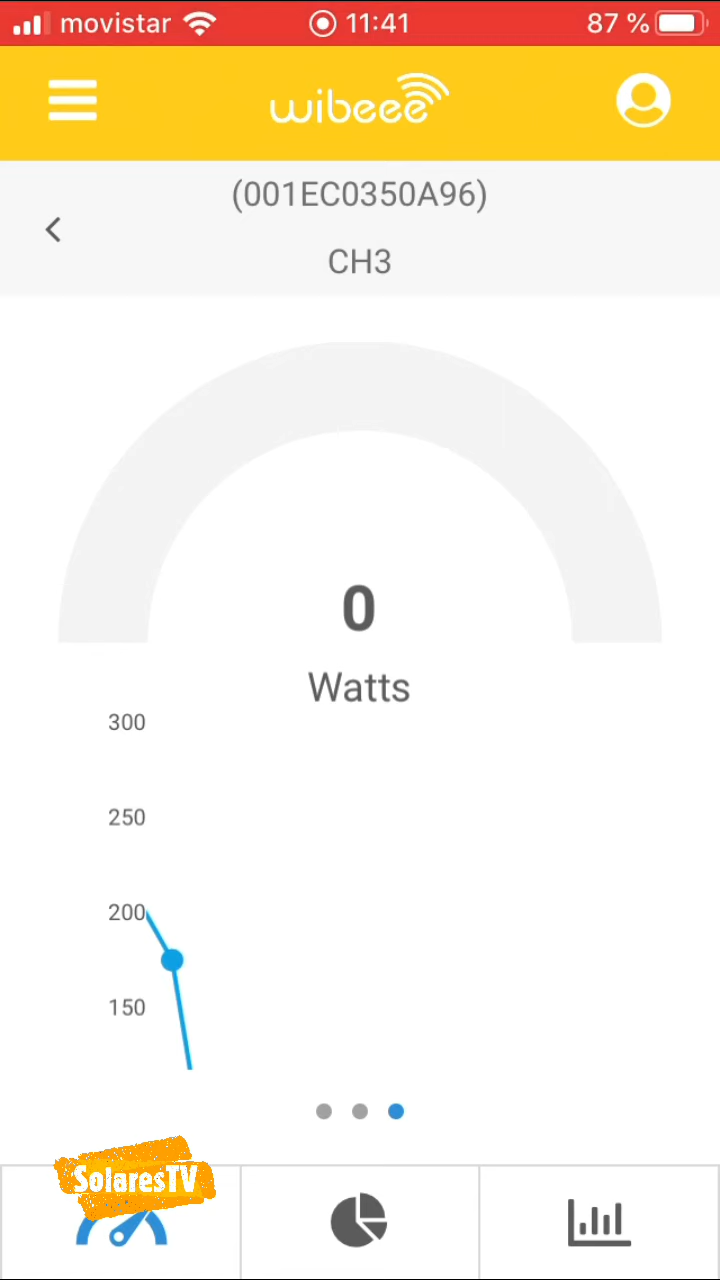 movistar 11:41 87 %
wibeee
(001EC0350A96)
CH3
0
Watts
300
250
200
150
SolaresTV